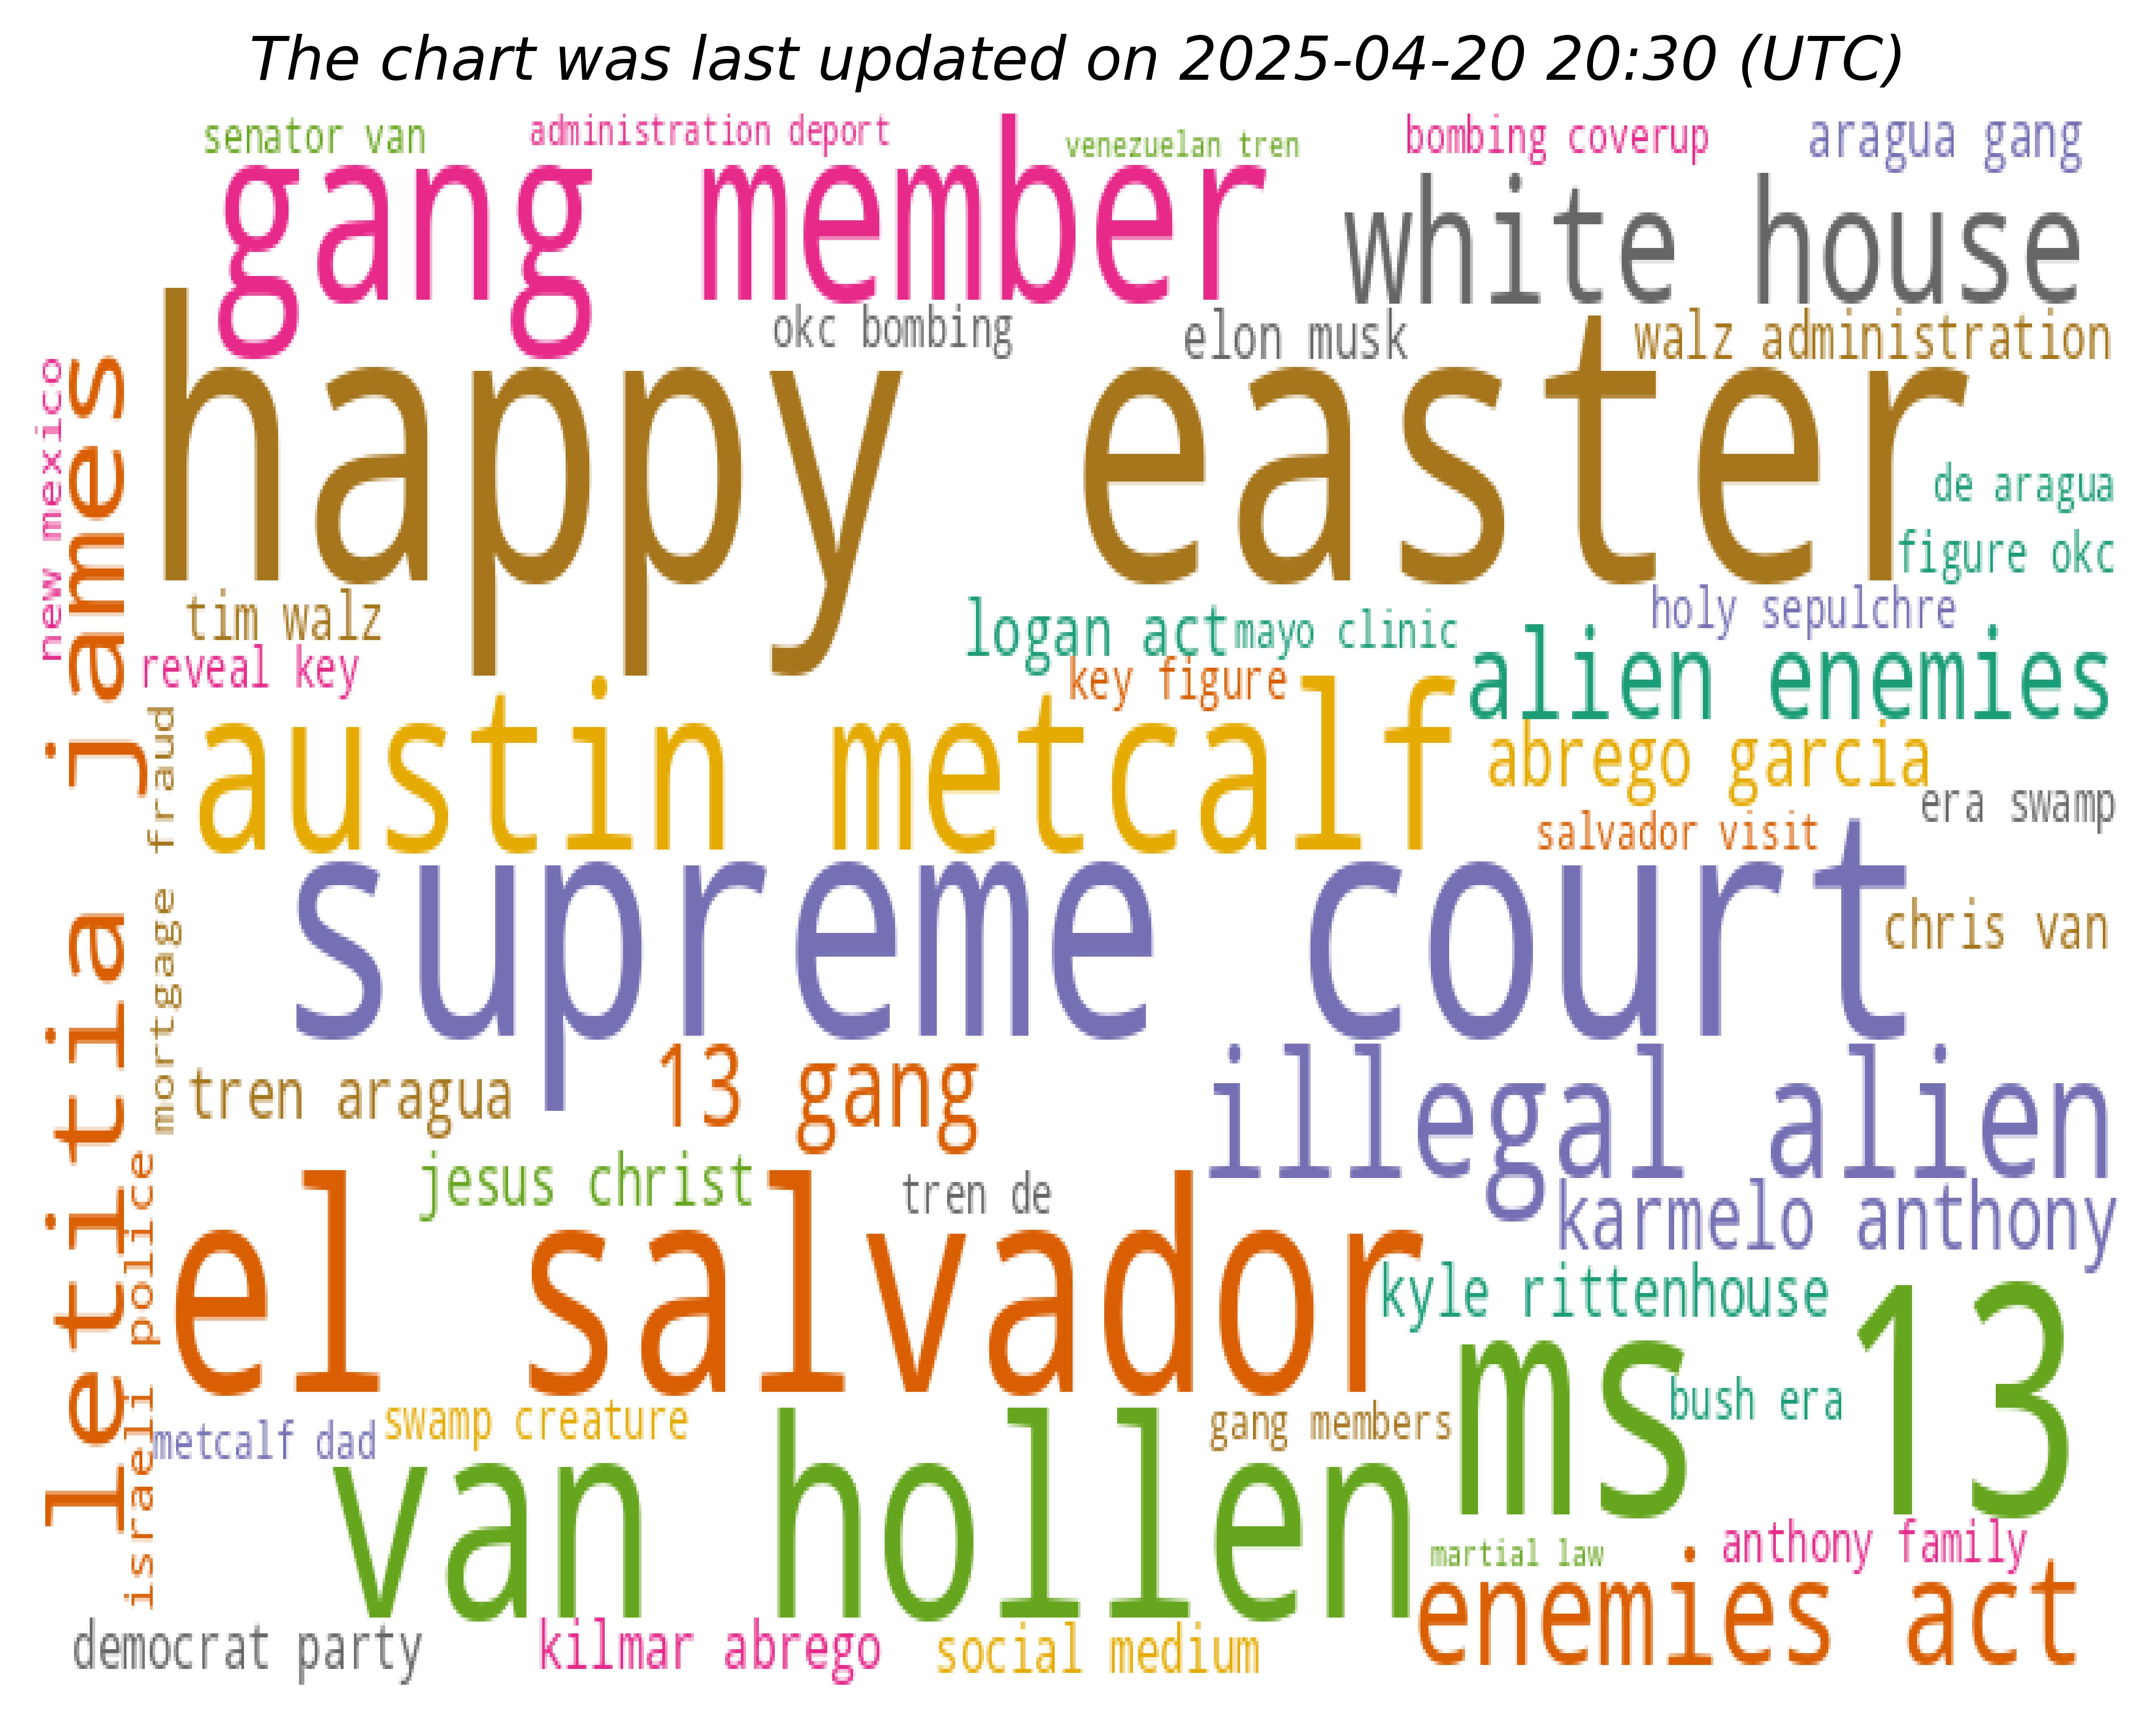 The chart was last updated on 2025-04-20 20:30 (UTC)
senator van
administration deport
venezuelan tren
bombing coverup
aragua gang
gang member
white house
okc bombing
elon musk
walz administration
happy easter
new mexico
letitia james
de aragua
figure okc
tim walz
logan act
mayo clinic
holy sepulchre
reveal key
key figure
alien enemies
mortgage fraud
austin metcalf
abrego garcia
era swamp
salvador visit
supreme court
chris van
tren aragua
13 gang
illegal alien
jesus christ
tren de
karmelo anthony
israeli police
el salvador
kyle rittenhouse
ms 13
bush era
metcalf dad
swamp creature
gang members
van hollen
martial law
anthony family
enemies act
democrat party
kilmar abrego
social medium